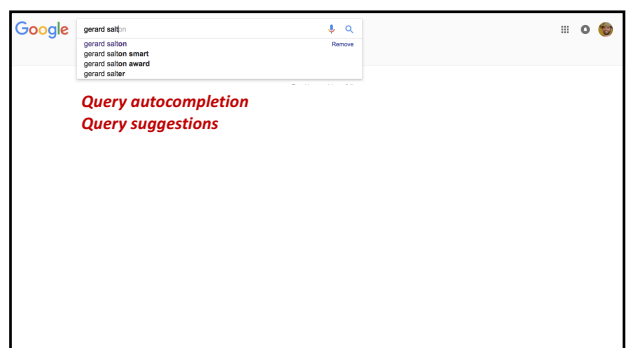 Google
gerard salton
gerard salton
Remove
gerard salton smart
gerard salton award
gerard salter
Query autocompletion
Query suggestions